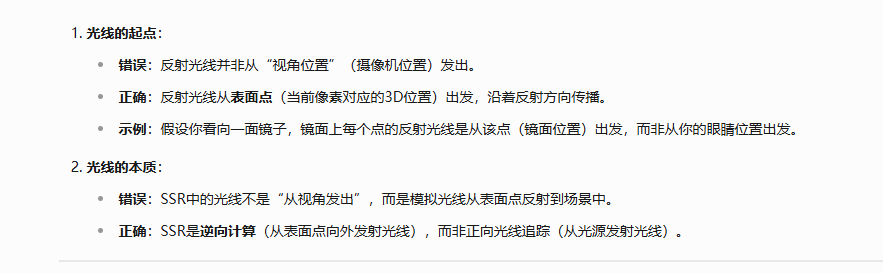 1. 光线的起点：
• 错误：反射光线并非从“视角位置”（摄像机位置）发出。
• 正确：反射光线从表面点（当前像素对应的3D位置）出发，沿着反射方向传播。
• 示例：假设你看向一面镜子，镜面上每个点的反射光线是从该点（镜面位置）出发，而非从你的眼睛位置出发。
2. 光线的本质：
• 错误：SSR中的光线不是“从视角发出”，而是模拟光线从表面点反射到场景中。
• 正确：SSR是逆向计算（从表面点向外发射光线），而非正向光线追踪（从光源发射光线）。